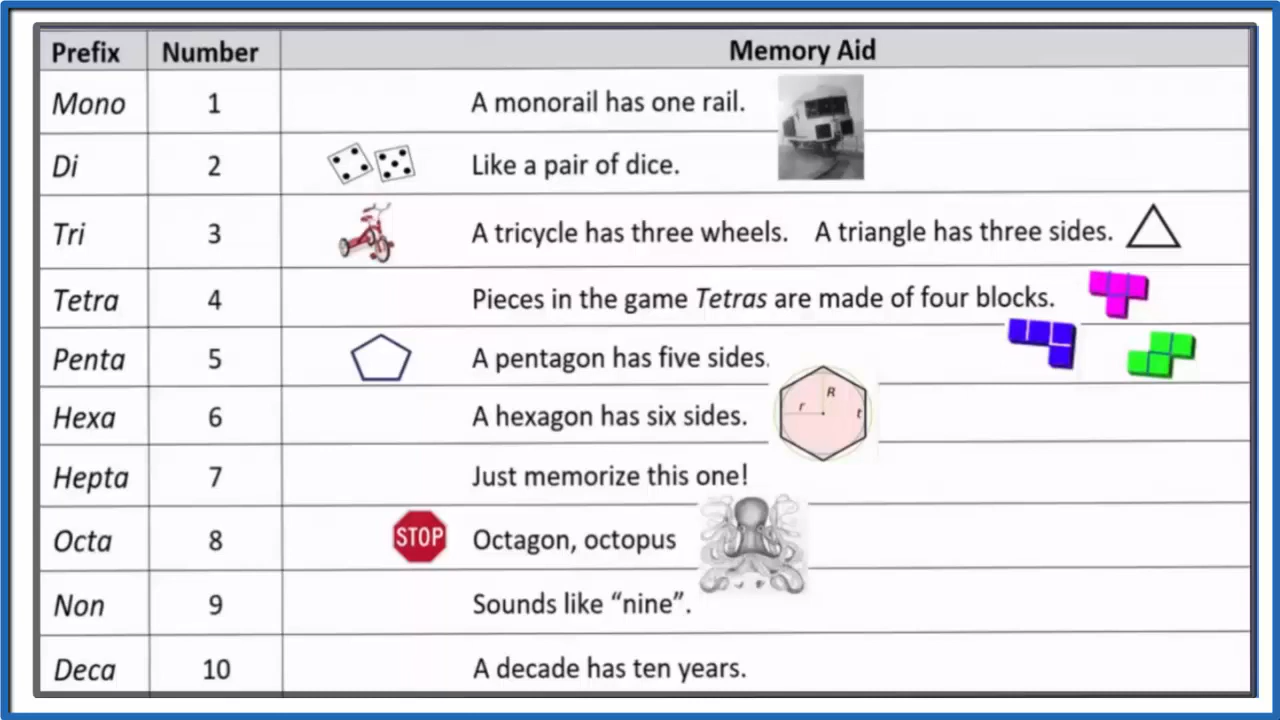 Prefix Number Memory Aid
Mono 1 A monorail has one rail.
Di 2 Like a pair of dice.
Tri 3 A tricycle has three wheels. A triangle has three sides.
Tetra 4 Pieces in the game Tetras are made of four blocks.
Penta 5 A pentagon has five sides.
Hexa 6 A hexagon has six sides. r R t
Hepta 7 Just memorize this one!
Octa 8 STOP Octagon, octopus
Non 9 Sounds like “nine”.
Deca 10 A decade has ten years.